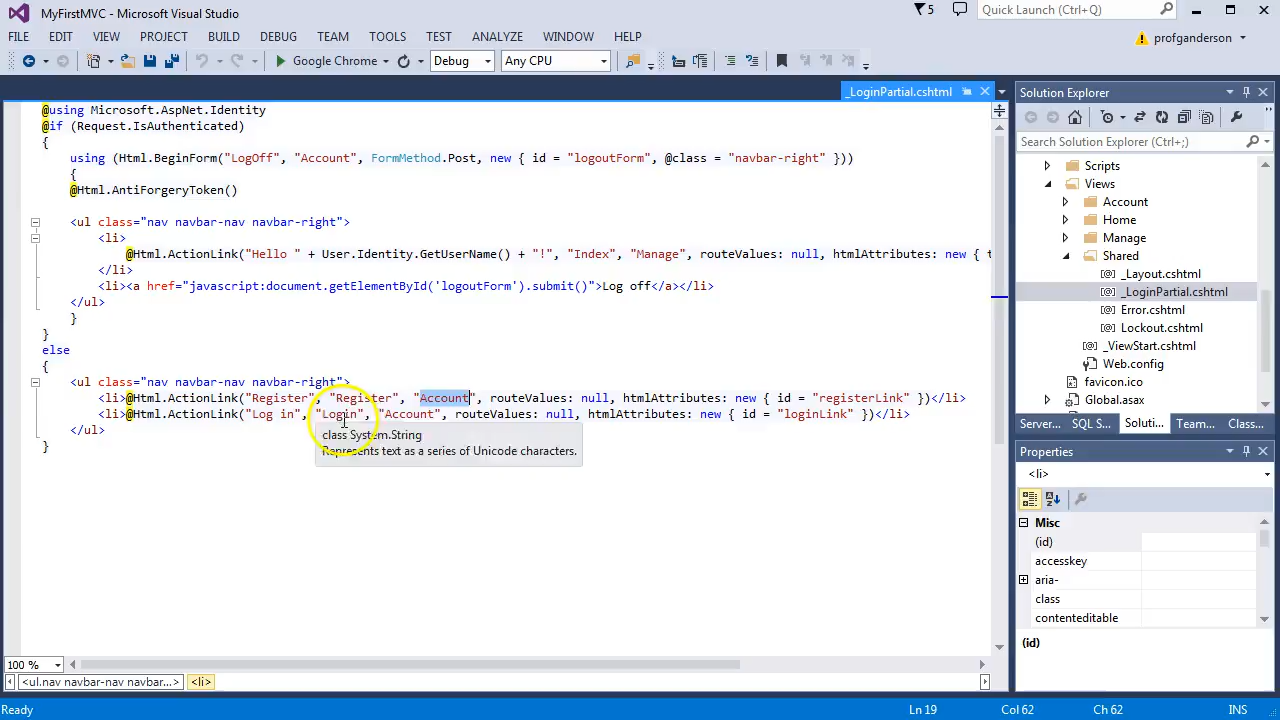 MyFirstMVC - Microsoft Visual Studio
5
Quick Launch (Ctrl+Q)
FILE EDIT VIEW PROJECT BUILD DEBUG TEAM TOOLS TEST ANALYZE WINDOW HELP
profganderson
Google Chrome Debug Any CPU
_LoginPartial.cshtml
@using Microsoft.AspNet.Identity
@if (Request.IsAuthenticated)
{
using (Html.BeginForm("LogOff", "Account", FormMethod.Post, new { id = "logoutForm", @class = "navbar-right" }))
{
@Html.AntiForgeryToken()
<ul class="nav navbar-nav navbar-right">
<li>
@Html.ActionLink("Hello " + User.Identity.GetUserName() + "!", "Index", "Manage", routeValues: null, htmlAttributes: new { t
</li>
<li><a href="javascript:document.getElementById('logoutForm').submit()">Log off</a></li>
</ul>
}
}
else
{
<ul class="nav navbar-nav navbar-right">
<li>@Html.ActionLink("Register", "Register", "Account", routeValues: null, htmlAttributes: new { id = "registerLink" })</li>
<li>@Html.ActionLink("Log in", "Login", "Account", routeValues: null, htmlAttributes: new { id = "loginLink" })</li>
</ul>
}
class System.String
Represents text as a series of Unicode characters.
100 %
<ul.nav navbar-nav navbar...> <li>
Solution Explorer
Search Solution Explorer (Ctrl+;)
Scripts
Views
Account
Home
Manage
Shared
_Layout.cshtml
_LoginPartial.cshtml
Error.cshtml
Lockout.cshtml
_ViewStart.cshtml
Web.config
favicon.ico
Global.asax
Server... SQL S... Soluti... Team... Class...
Properties
<li>
Misc
(id)
accesskey
aria-
class
contenteditable
(id)
Ready Ln 19 Col 62 Ch 62 INS